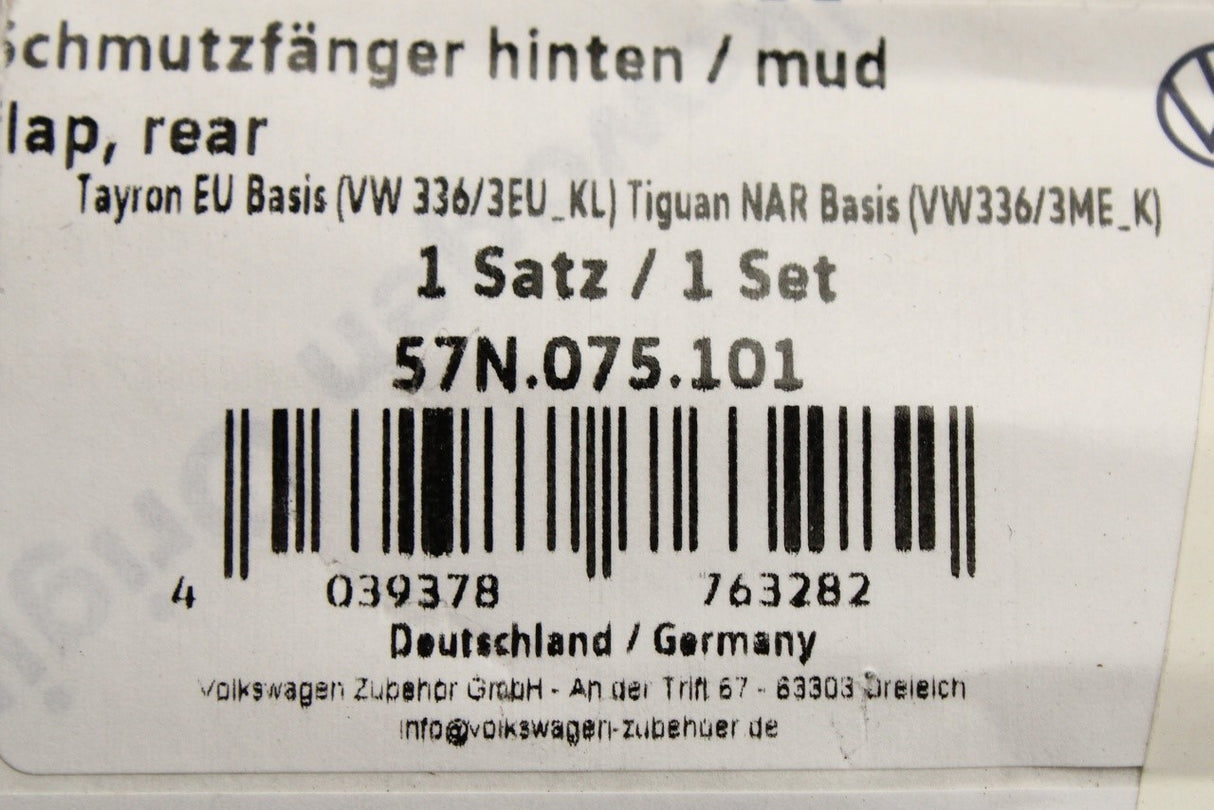 Schmutzfänger hinten / mud
flap, rear
Tayron EU Basis (VW 336/3EU_KL) Tiguan NAR Basis (VW336/3ME_K)
1 Satz / 1 Set
57N.075.101
4 039378 763282
Deutschland / Germany
Volkswagen Zubehör GmbH - An der Trift 67 - 63303 Dreieich
info@volkswagen-zubehoer.de